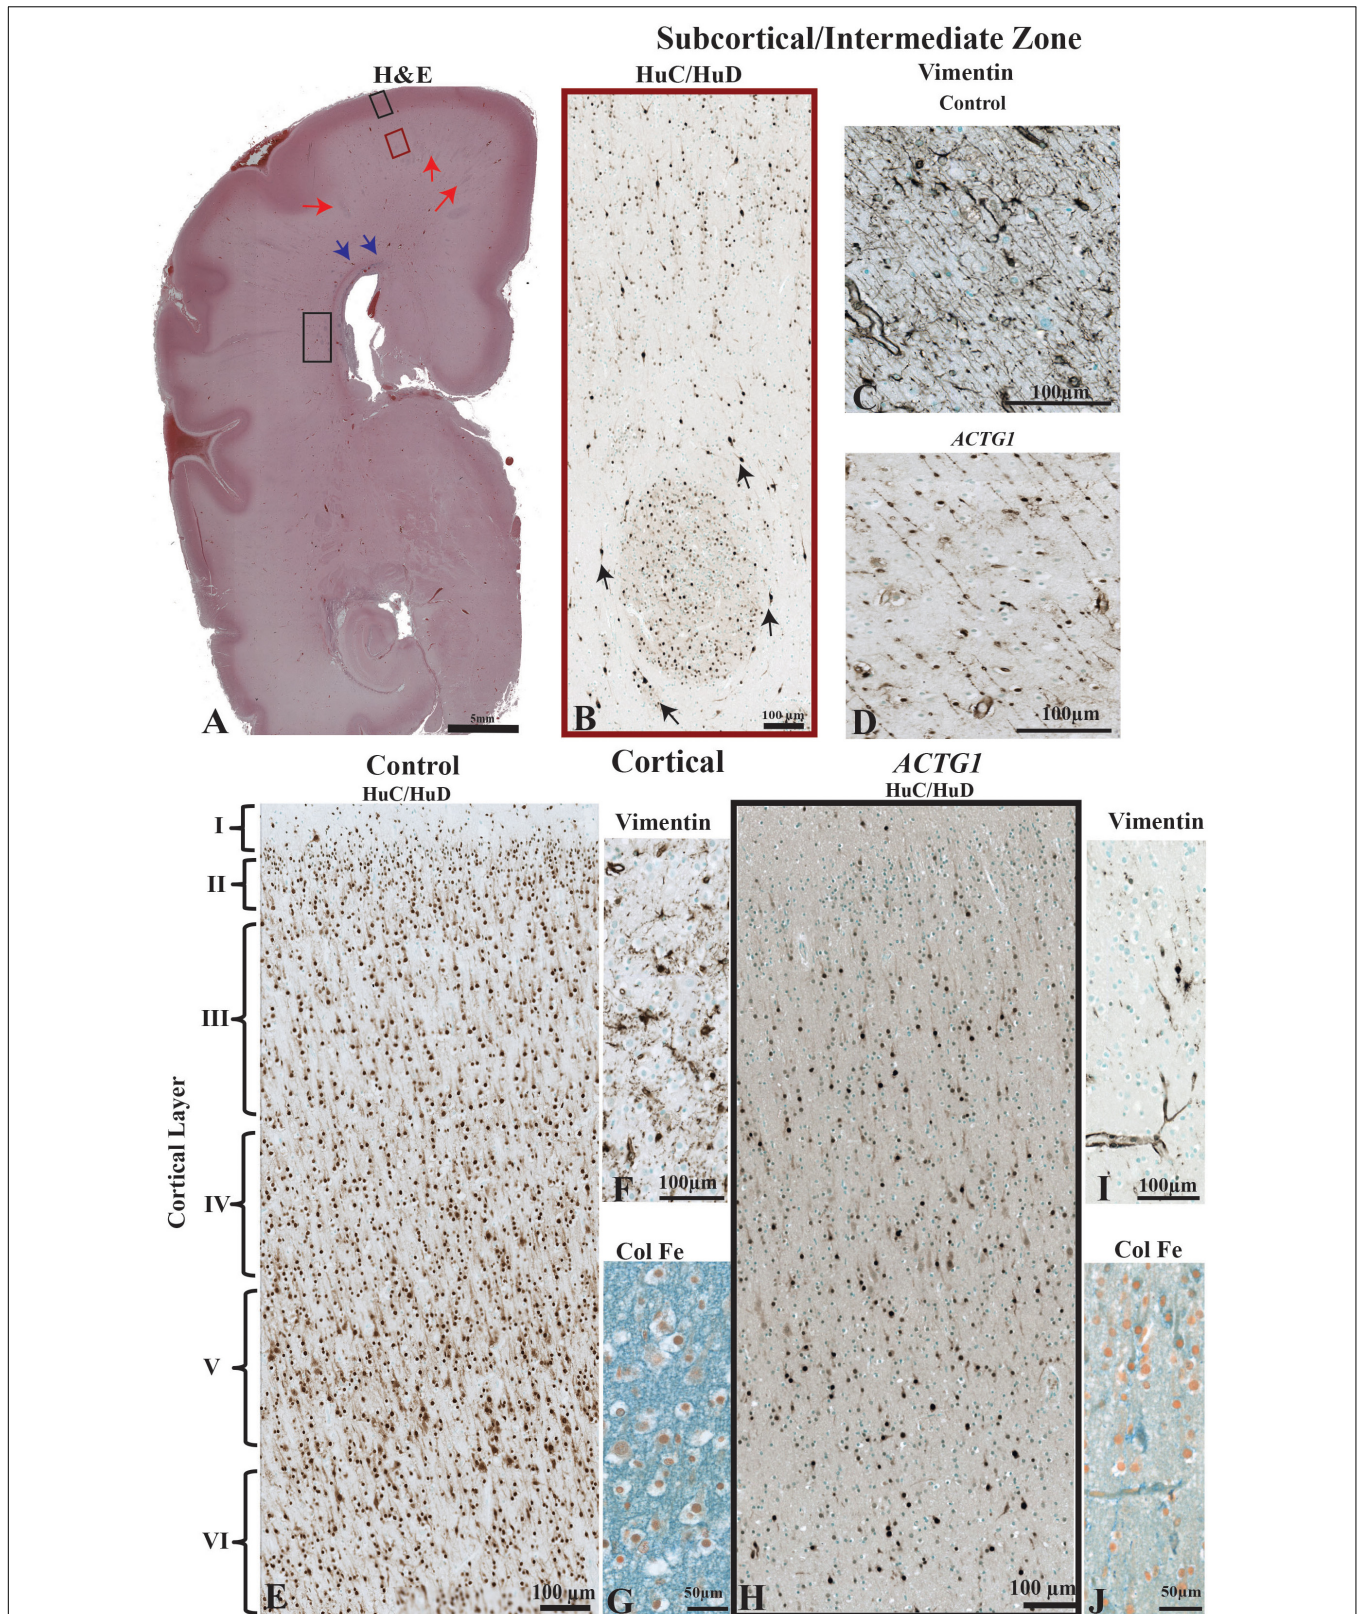 Subcortical/Intermediate Zone
H&E
HuC/HuD
Vimentin
Control
C
100µm
ACTG1
A
5mm
B
100 µm
D
100µm
Control
HuC/HuD
Cortical
ACTG1
HuC/HuD
Vimentin
Vimentin
I
II
III
IV
V
VI
Cortical Layer
F
100µm
I
100µm
Col Fe
Col Fe
E
100 µm
G
50µm
H
100 µm
J
50µm